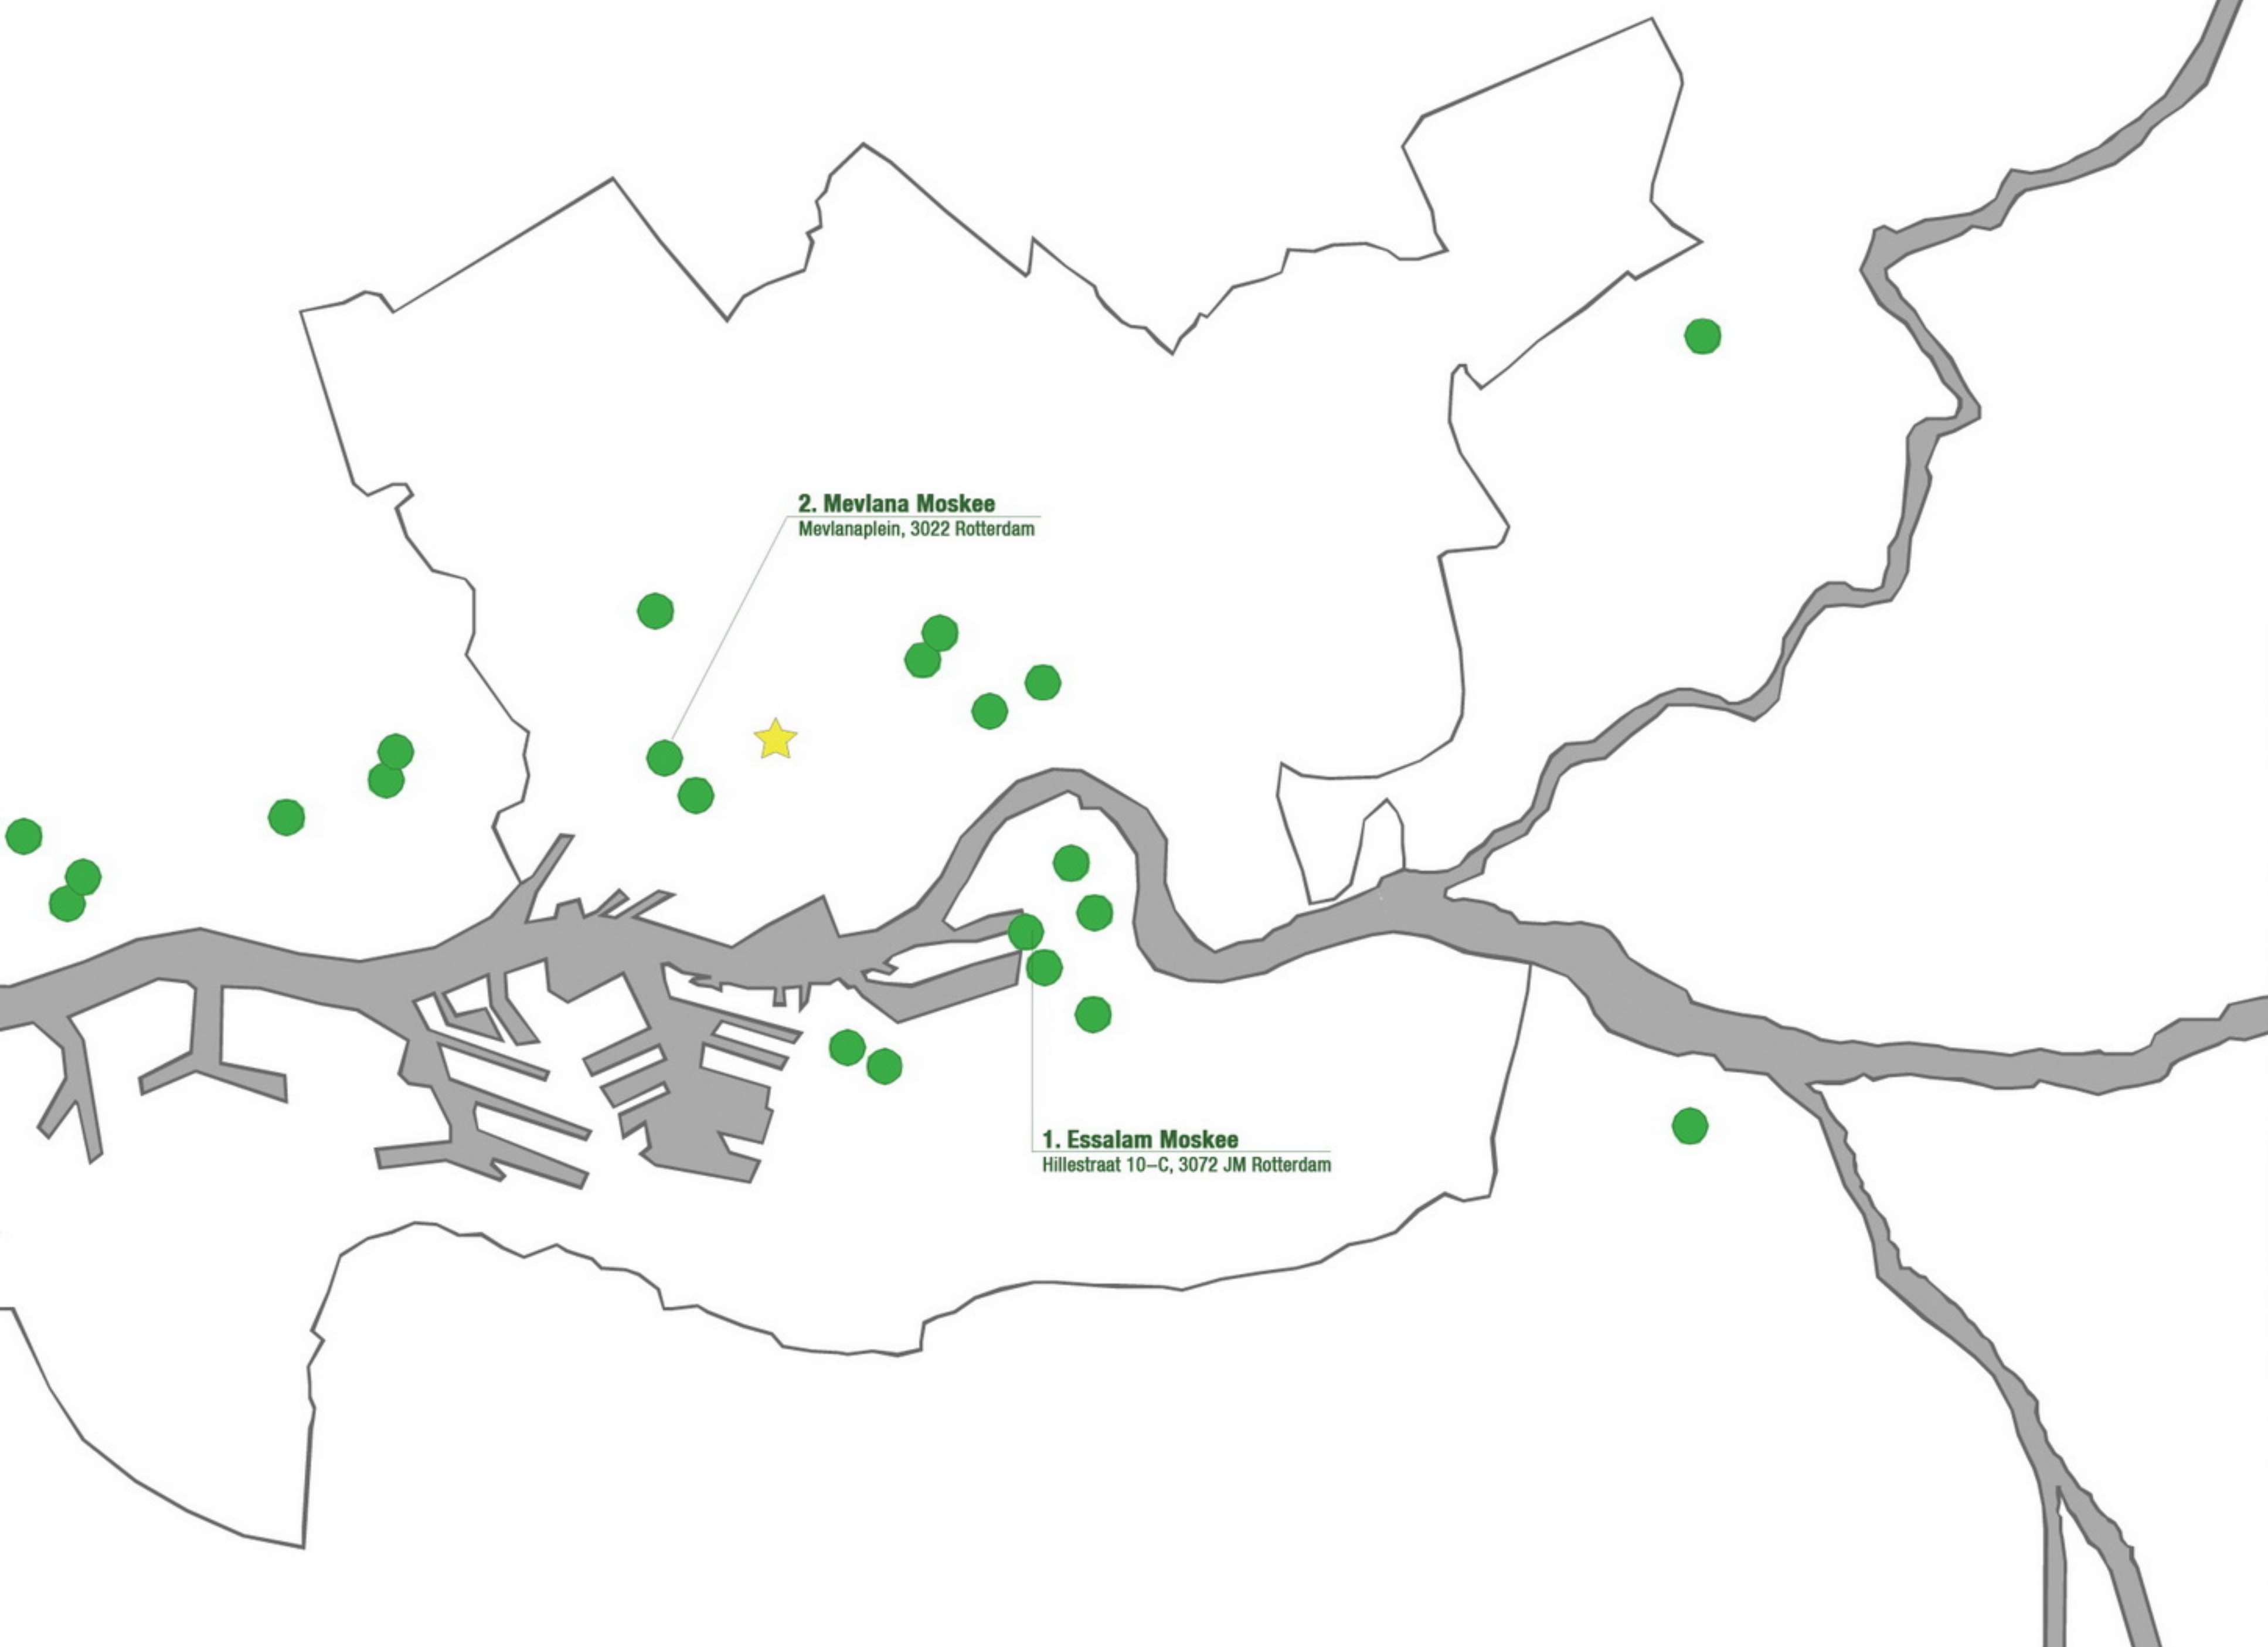 2. Mevlana Moskee
Mevlanaplein, 3022 Rotterdam
1. Essalam Moskee
Hillestraat 10–C, 3072 JM Rotterdam